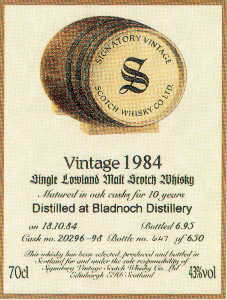 SIGNATORY VINTAGE
S
SCOTCH WHISKY CO. LTD.
Vintage 1984
Single Lowland Malt Scotch Whisky
Matured in oak casks for 10 years
Distilled at Bladnoch Distillery
on 18.10.84 Bottled 6.95
Cask no. 20296-98 Bottle no. 447 of 650
This whisky has been selected, produced and bottled in
Scotland for and under the sole responsibility of
70cl Signatory Vintage Scotch Whisky Co. Ltd 43%vol
Edinburgh EH6 Scotland